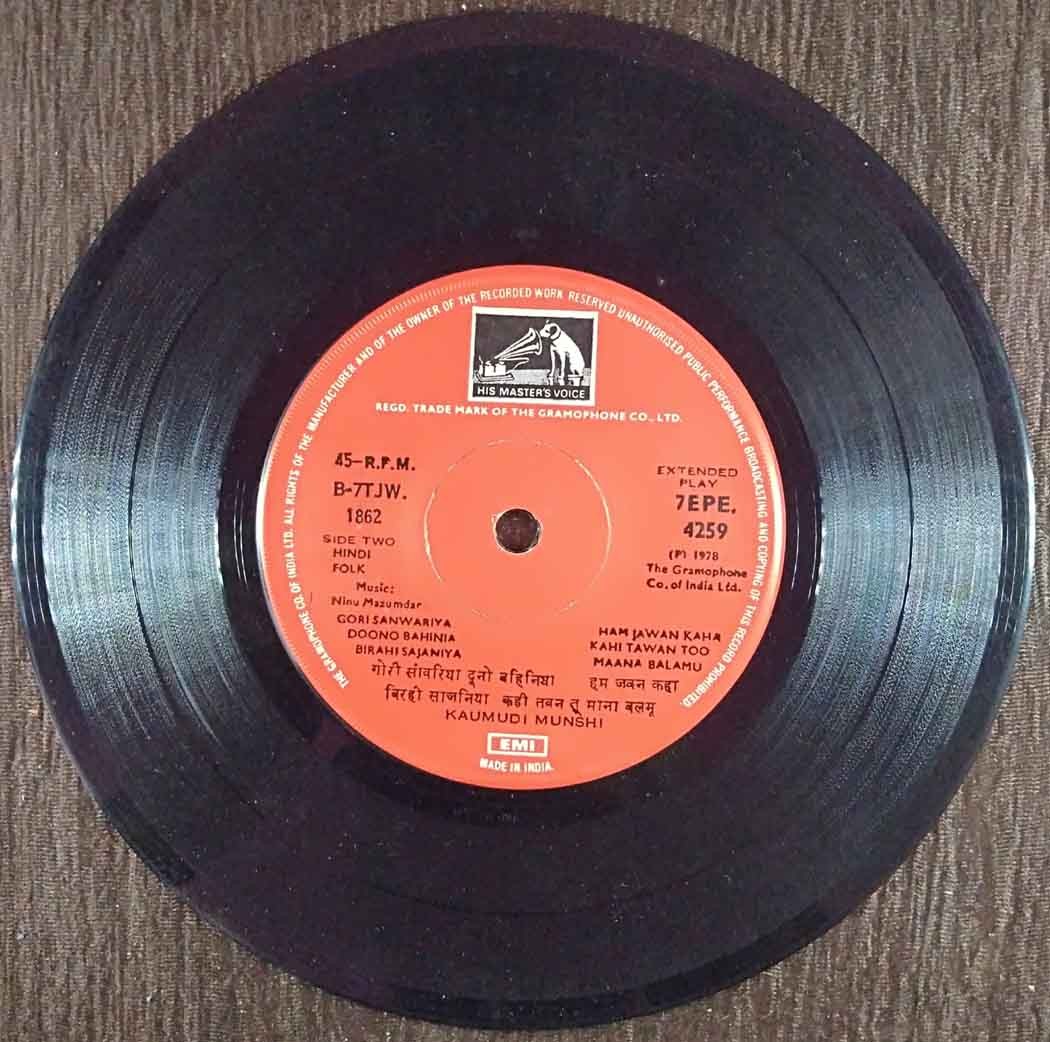 THE GRAMOPHONE CO. OF INDIA LTD. ALL RIGHTS OF THE MANUFACTURER AND OF THE OWNER OF THE RECORDED WORK RESERVED UNAUTHORISED PUBLIC PERFORMANCE BROADCASTING AND COPYING OF THIS RECORD PROHIBITED.
HIS MASTER'S VOICE
REGD. TRADE MARK OF THE GRAMOPHONE CO., LTD.
45-R.P.M.
B-7TJW.
1862
SIDE TWO
HINDI
FOLK
Music:
Ninu Mazumdar
EXTENDED
PLAY
7EPE.
4259
(P) 1978
The Gramophone
Co. of India Ltd.
GORI SANWARIYA
DOONO BAHINIA
BIRAHI SAJANIYA
HAM JAWAN KAHA
KAHI TAWAN TOO
MAANA BALAMU
गोरी सांवरिया दूनो बहिनिया हम जवन कहा
बिरही साजनिया कही तवन तू माना बलमू
KAUMUDI MUNSHI
EMI
MADE IN INDIA.